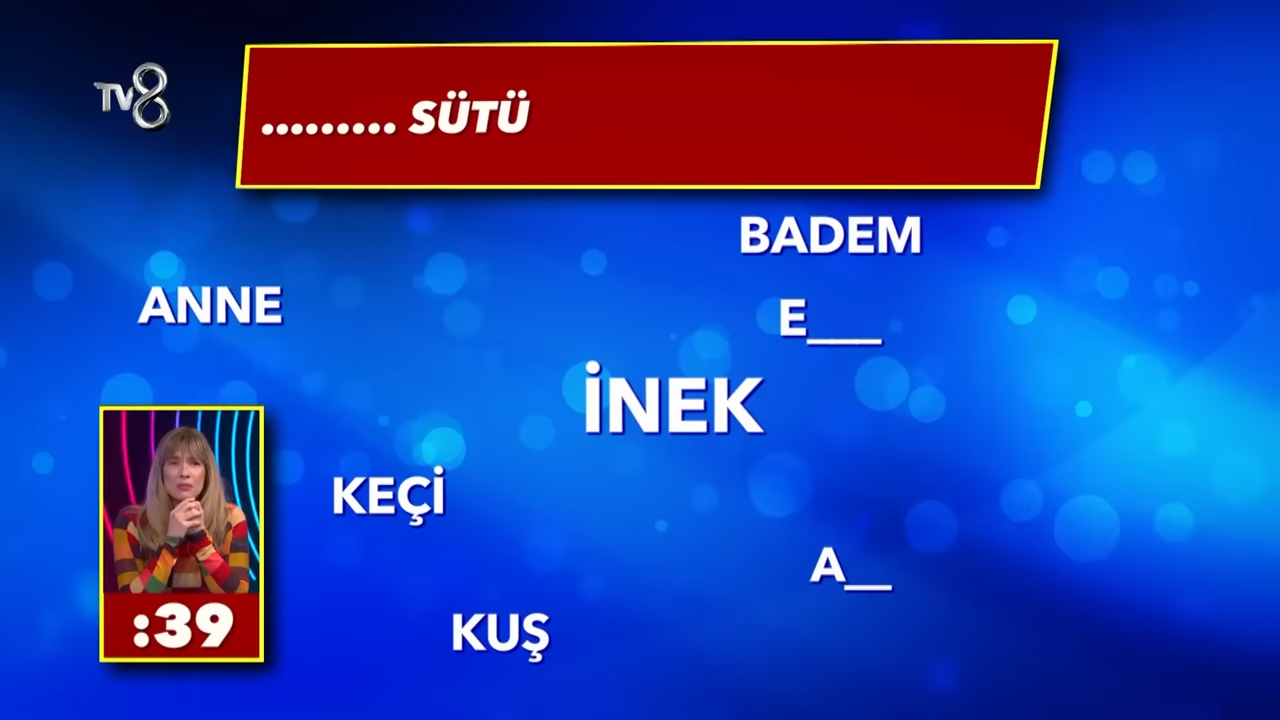 TV8
......... SÜTÜ
BADEM
ANNE
E___
İNEK
KEÇİ
A__
KUŞ
:39